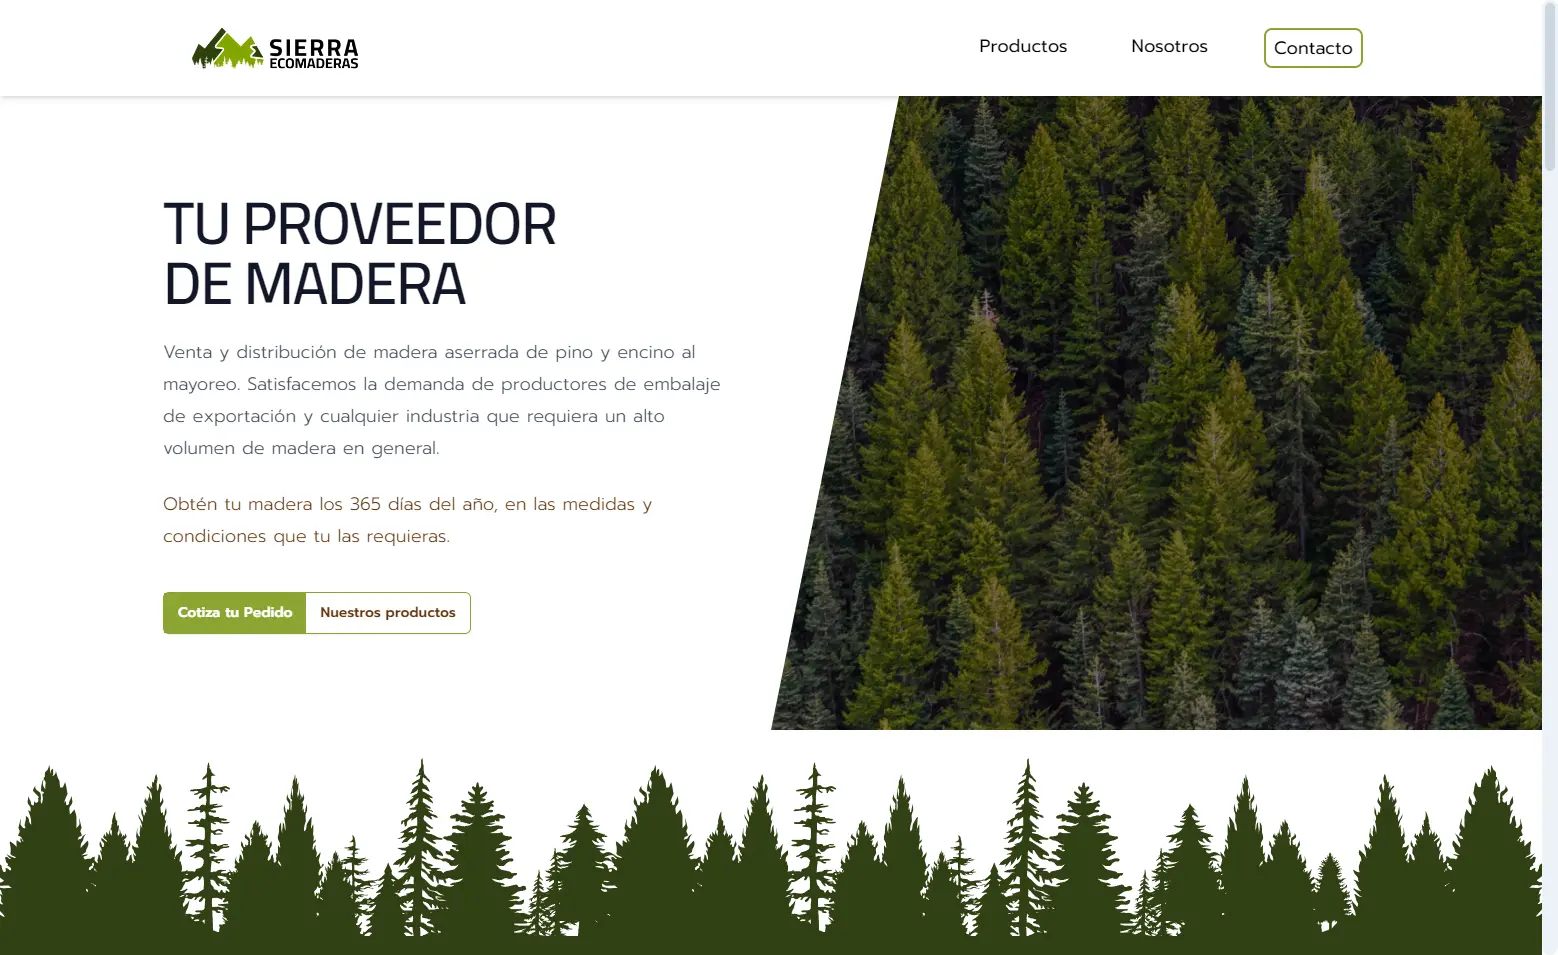 SIERRA
ECOMADERAS
Productos
Nosotros
Contacto
TU PROVEEDOR
DE MADERA
Venta y distribución de madera aserrada de pino y encino al
mayoreo. Satisfacemos la demanda de productores de embalaje
de exportación y cualquier industria que requiera un alto
volumen de madera en general.
Obtén tu madera los 365 días del año, en las medidas y
condiciones que tu las requieras.
Cotiza tu Pedido
Nuestros productos